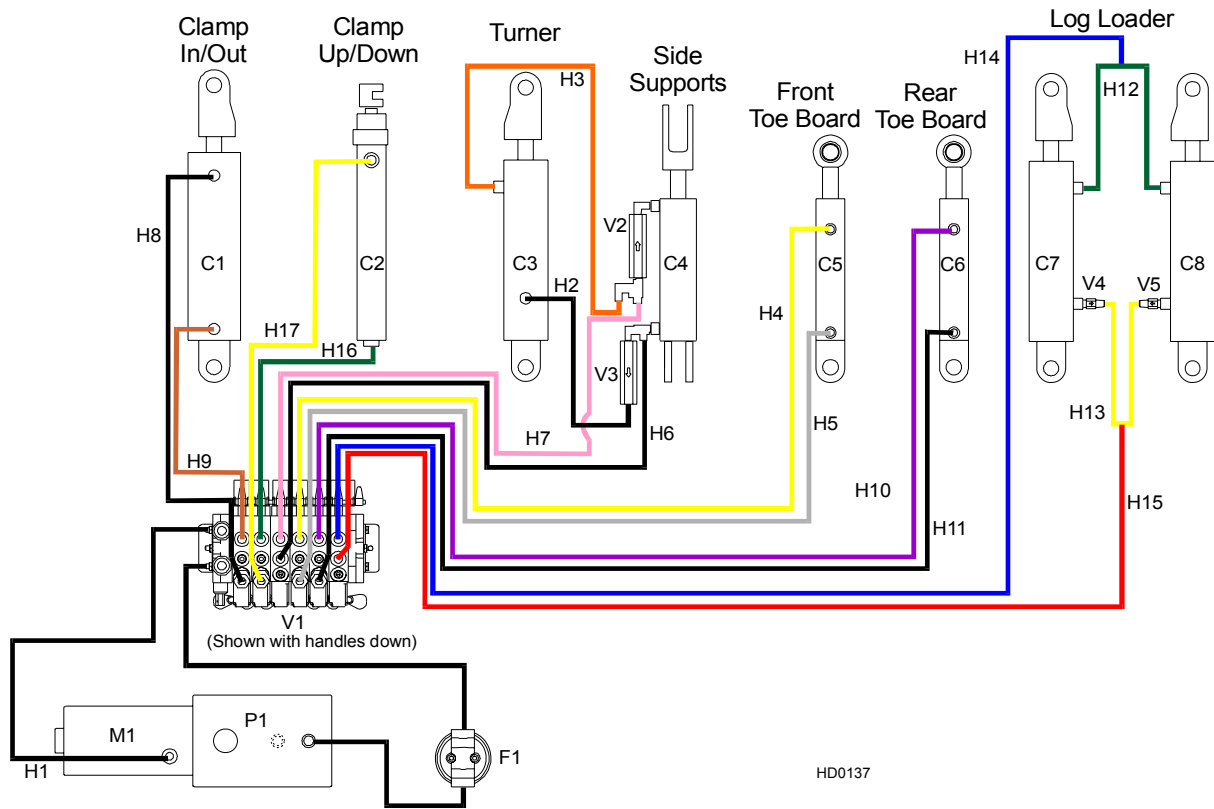 Clamp
In/Out
Clamp
Up/Down
Turner
Side
Supports
Front
Toe Board
Rear
Toe Board
Log Loader
H14
H3
H12
H8
V2
C1
C2
C3
H2
C4
C5
C6
C7
C8
V4
V5
H4
H17
H16
V3
H7
H6
H5
H13
H9
H10
H11
H15
V1
(Shown with handles down)
M1
P1
F1
H1
HD0137